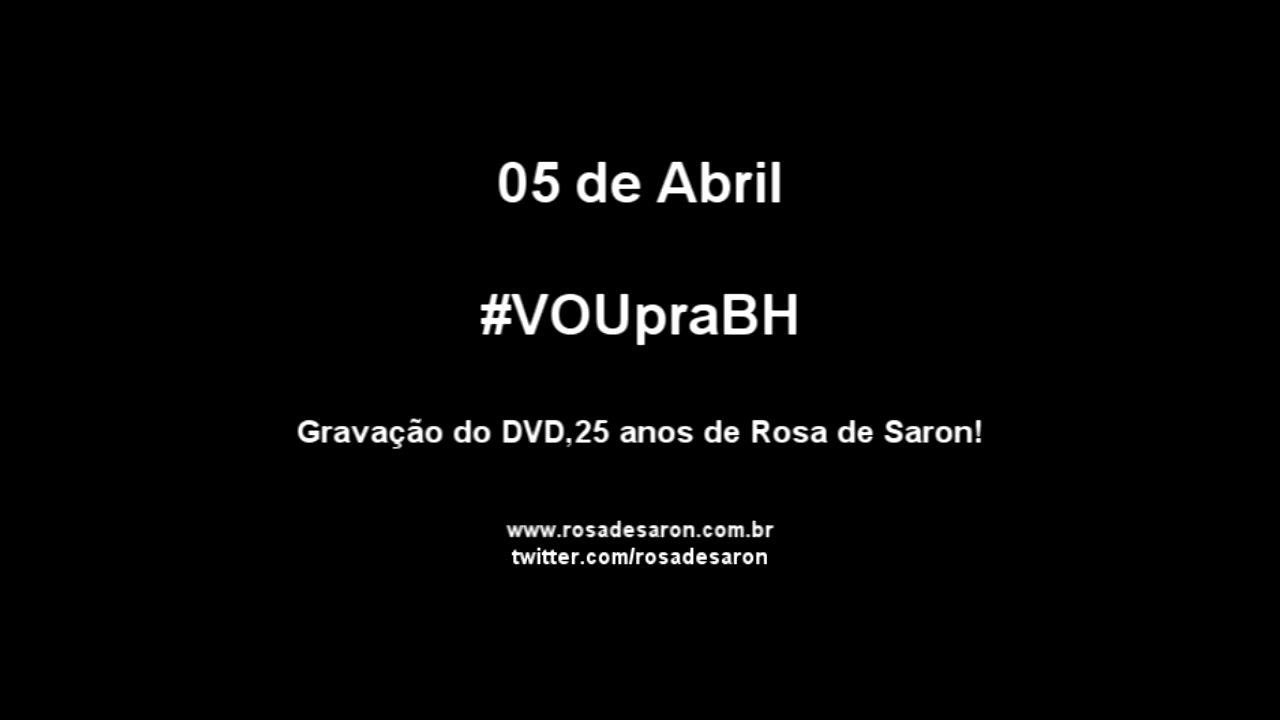 05 de Abril
#VOUpraBH
Gravação do DVD,25 anos de Rosa de Saron!
www.rosadesaron.com.br
twitter.com/rosadesaron